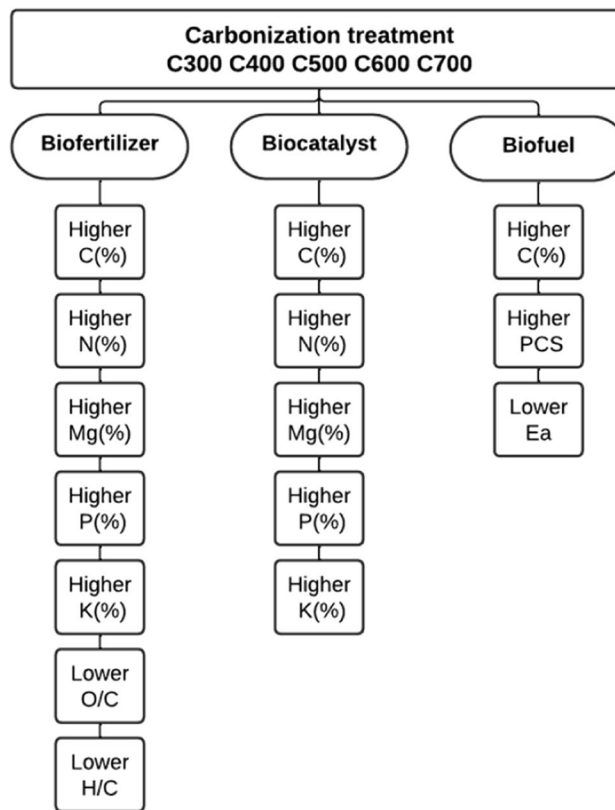 Carbonization treatment
C300 C400 C500 C600 C700
Biofertilizer
Biocatalyst
Biofuel
Higher
C(%)
Higher
N(%)
Higher
Mg(%)
Higher
P(%)
Higher
K(%)
Lower
O/C
Lower
H/C
Higher
C(%)
Higher
N(%)
Higher
Mg(%)
Higher
P(%)
Higher
K(%)
Higher
C(%)
Higher
PCS
Lower
Ea